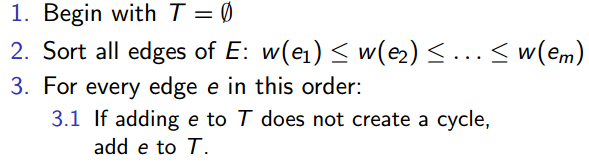 1. Begin with T = ∅
2. Sort all edges of E: w(e₁) ≤ w(e₂) ≤ ... ≤ w(eₘ)
3. For every edge e in this order:
3.1 If adding e to T does not create a cycle,
add e to T.